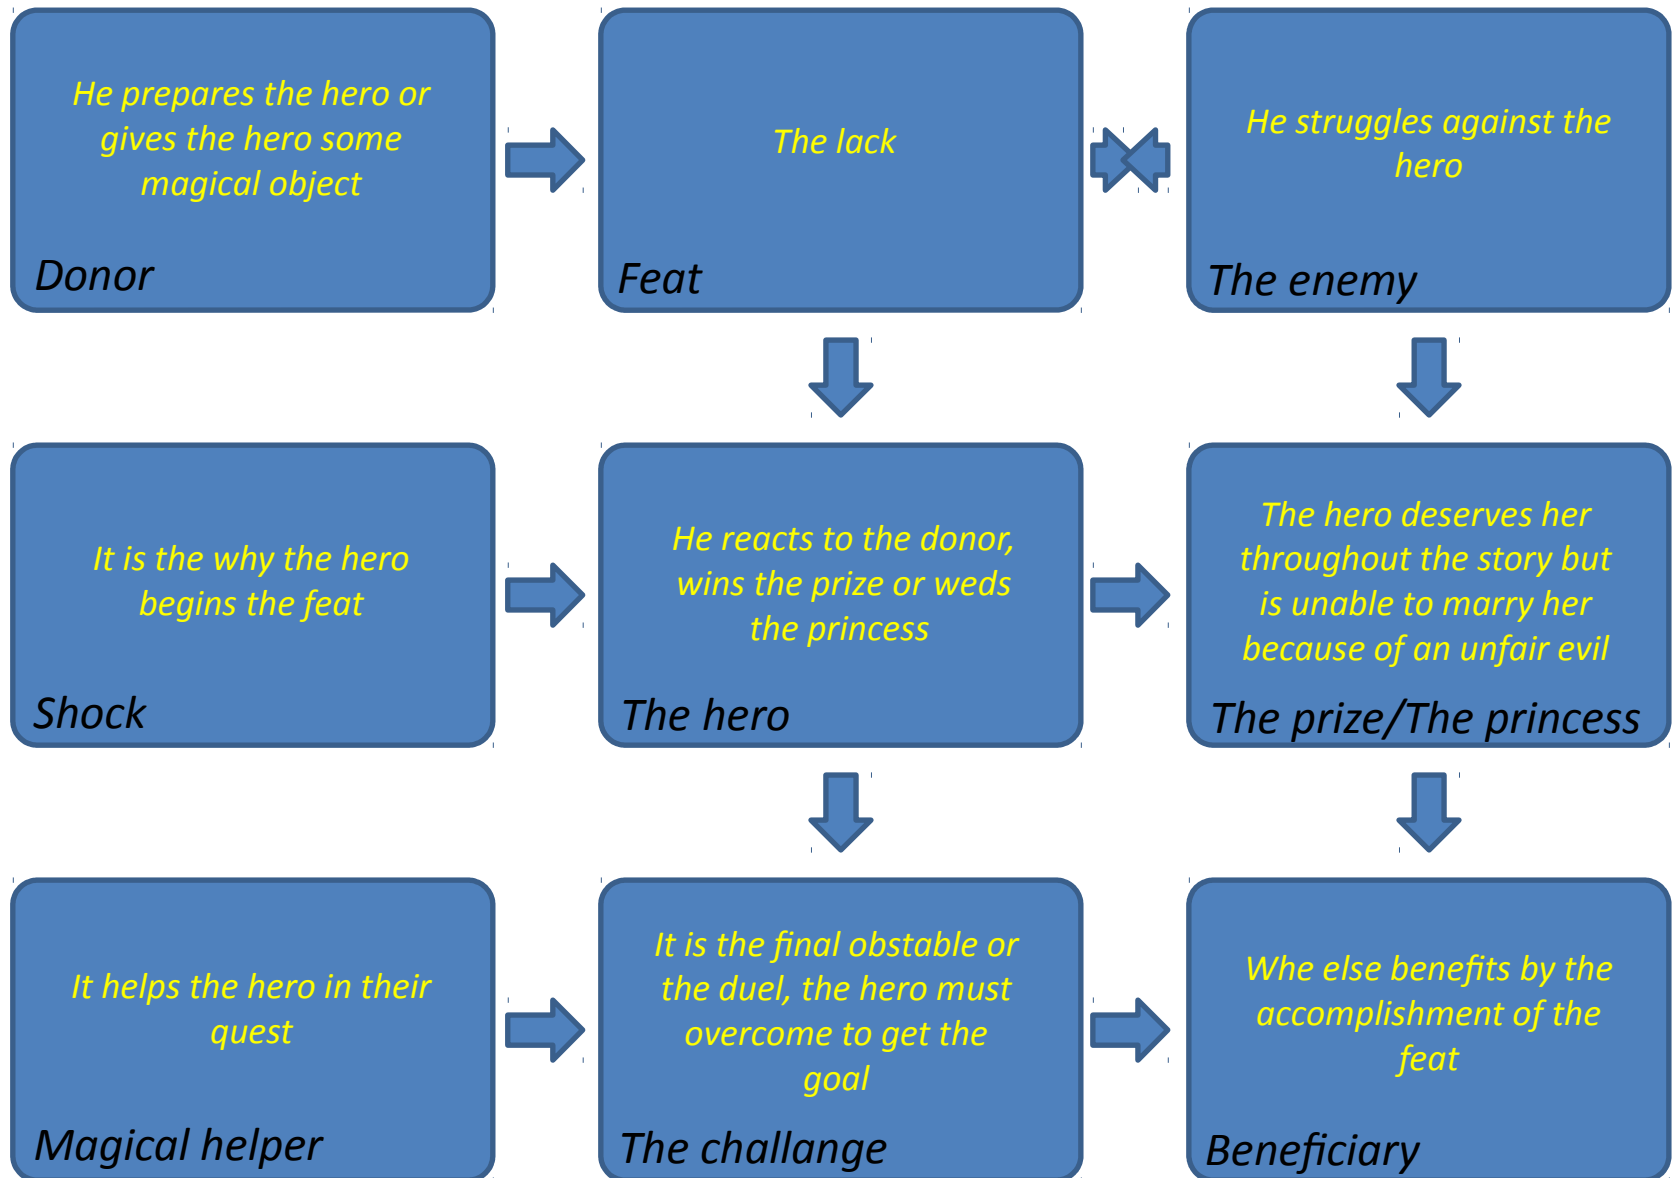 He prepares the hero or
gives the hero some
magical object
Donor
The lack
Feat
He struggles against the
hero
The enemy
It is the why the hero
begins the feat
Shock
He reacts to the donor,
wins the prize or weds
the princess
The hero
The hero deserves her
throughout the story but
is unable to marry her
because of an unfair evil
The prize/The princess
It helps the hero in their
quest
Magical helper
It is the final obstable or
the duel, the hero must
overcome to get the
goal
The challange
Whe else benefits by the
accomplishment of the
feat
Beneficiary